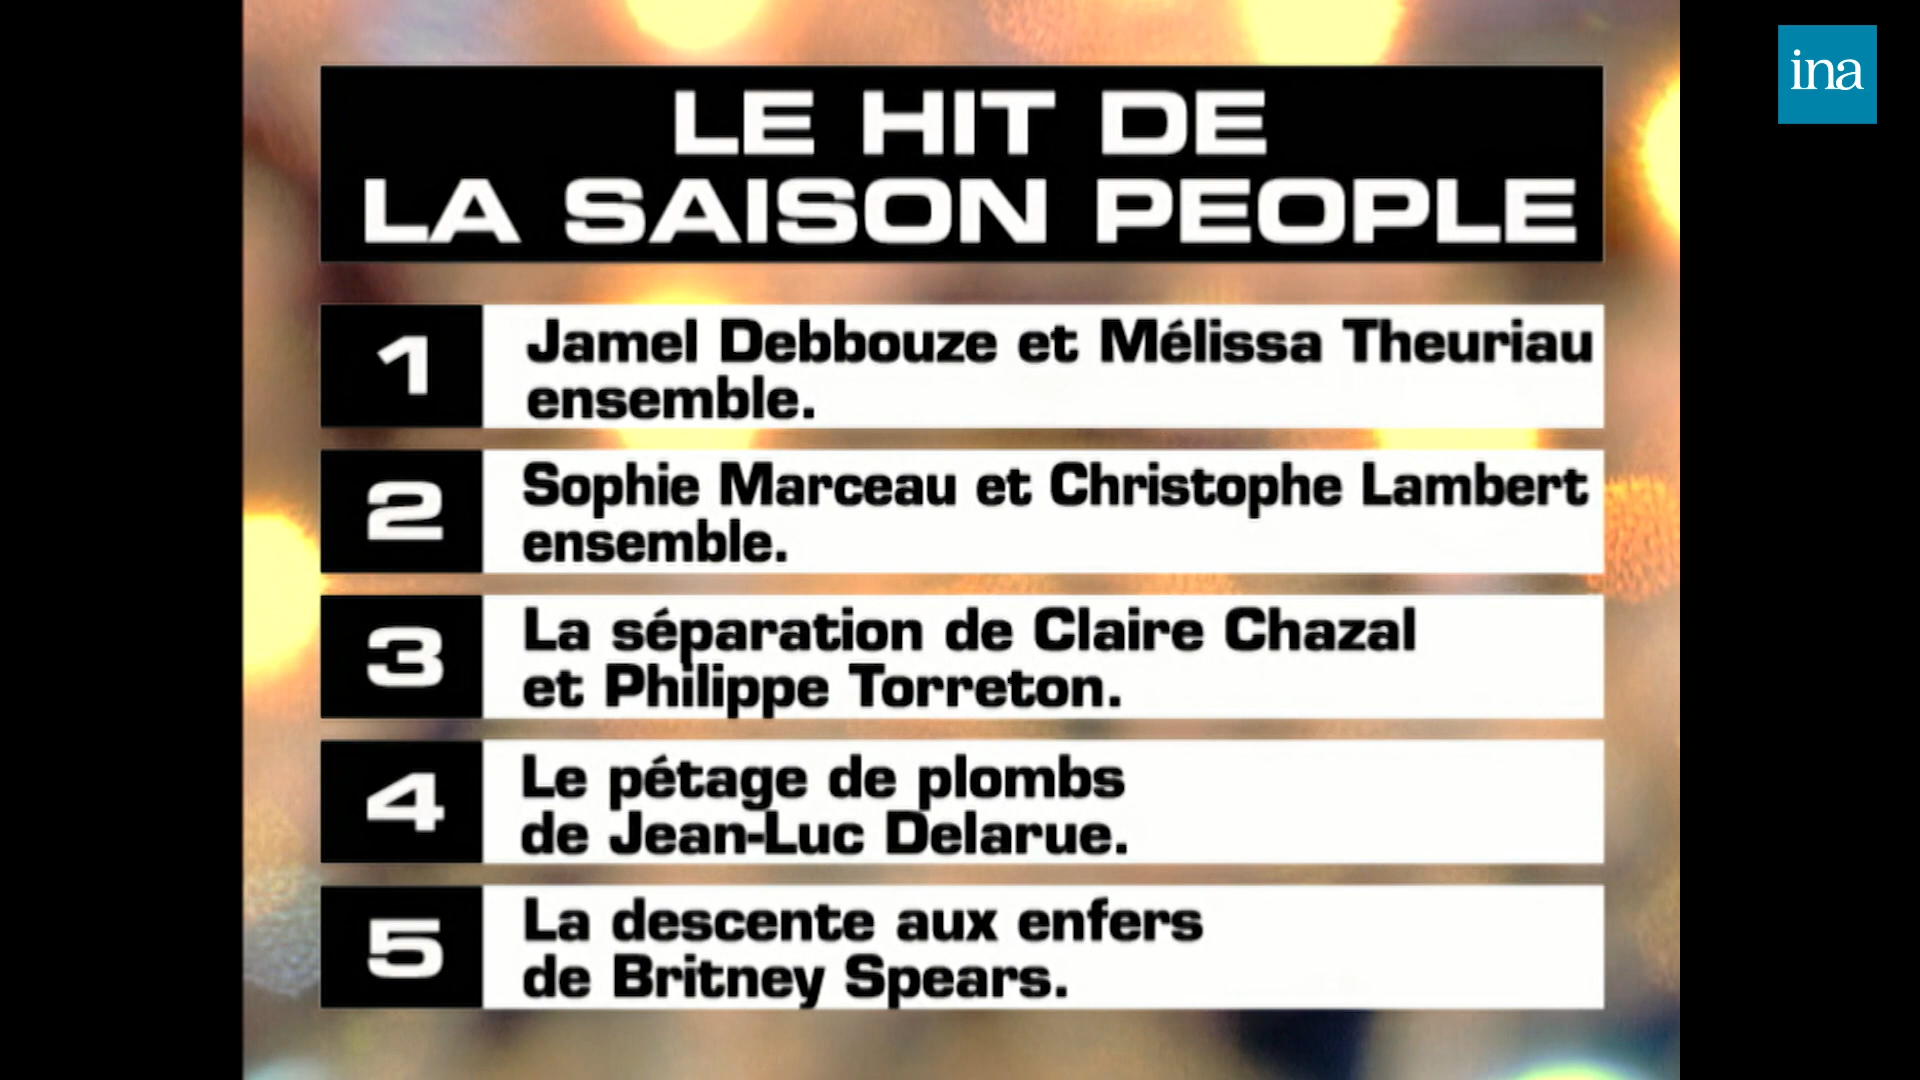 ina
LE HIT DE
LA SAISON PEOPLE
1
Jamel Debbouze et Mélissa Theuriau
ensemble.
2
Sophie Marceau et Christophe Lambert
ensemble.
3
La séparation de Claire Chazal
et Philippe Torreton.
4
Le pétage de plombs
de Jean-Luc Delarue.
5
La descente aux enfers
de Britney Spears.